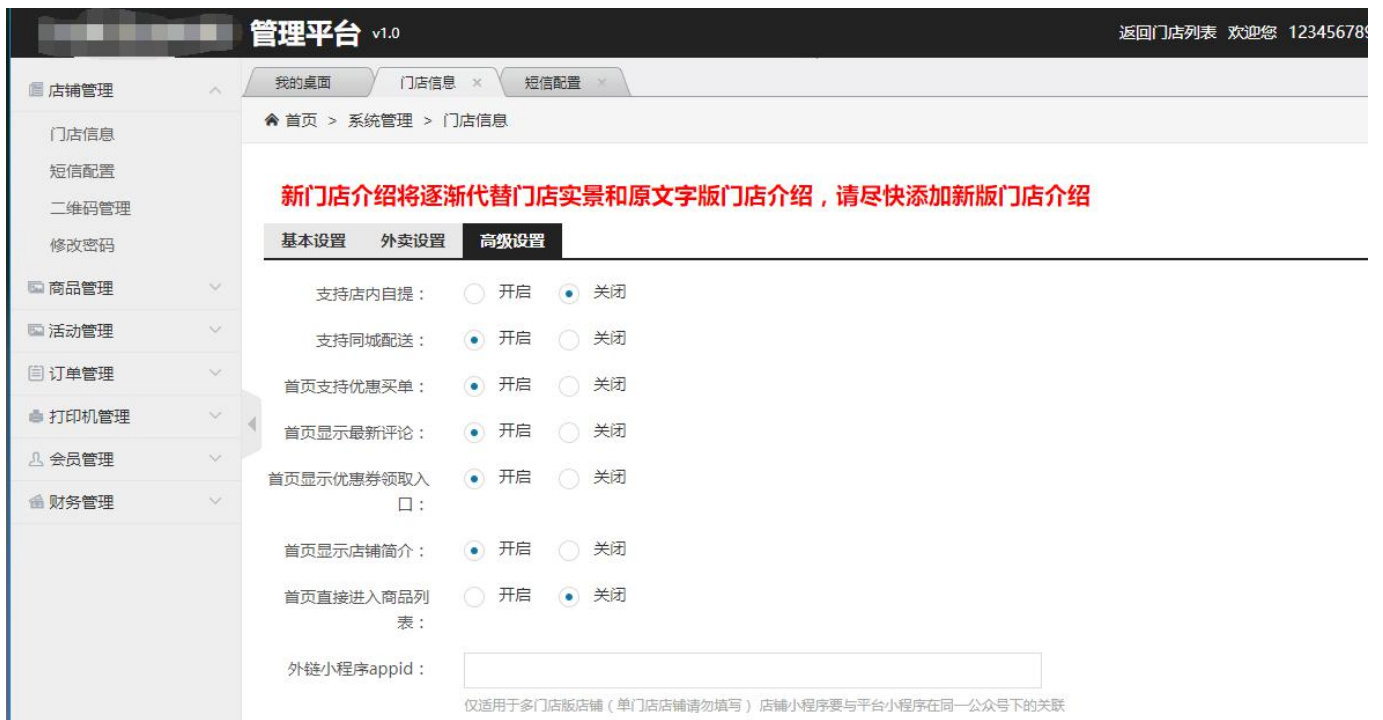 管理平台 v1.0
返回门店列表 欢迎您 123456789
店铺管理
门店信息
短信配置
二维码管理
修改密码
商品管理
活动管理
订单管理
打印机管理
会员管理
财务管理
我的桌面 门店信息 × 短信配置 ×
首页 > 系统管理 > 门店信息
新门店介绍将逐渐代替门店实景和原文字版门店介绍，请尽快添加新版门店介绍
基本设置 外卖设置 高级设置
支持店内自提： 开启 关闭
支持同城配送： 开启 关闭
首页支持优惠买单： 开启 关闭
首页显示最新评论： 开启 关闭
首页显示优惠券领取入 开启 关闭
口：
首页显示店铺简介： 开启 关闭
首页直接进入商品列 开启 关闭
表：
外链小程序appid：
仅适用于多门店版店铺（单门店店铺请勿填写） 店铺小程序要与平台小程序在同一公众号下的关联